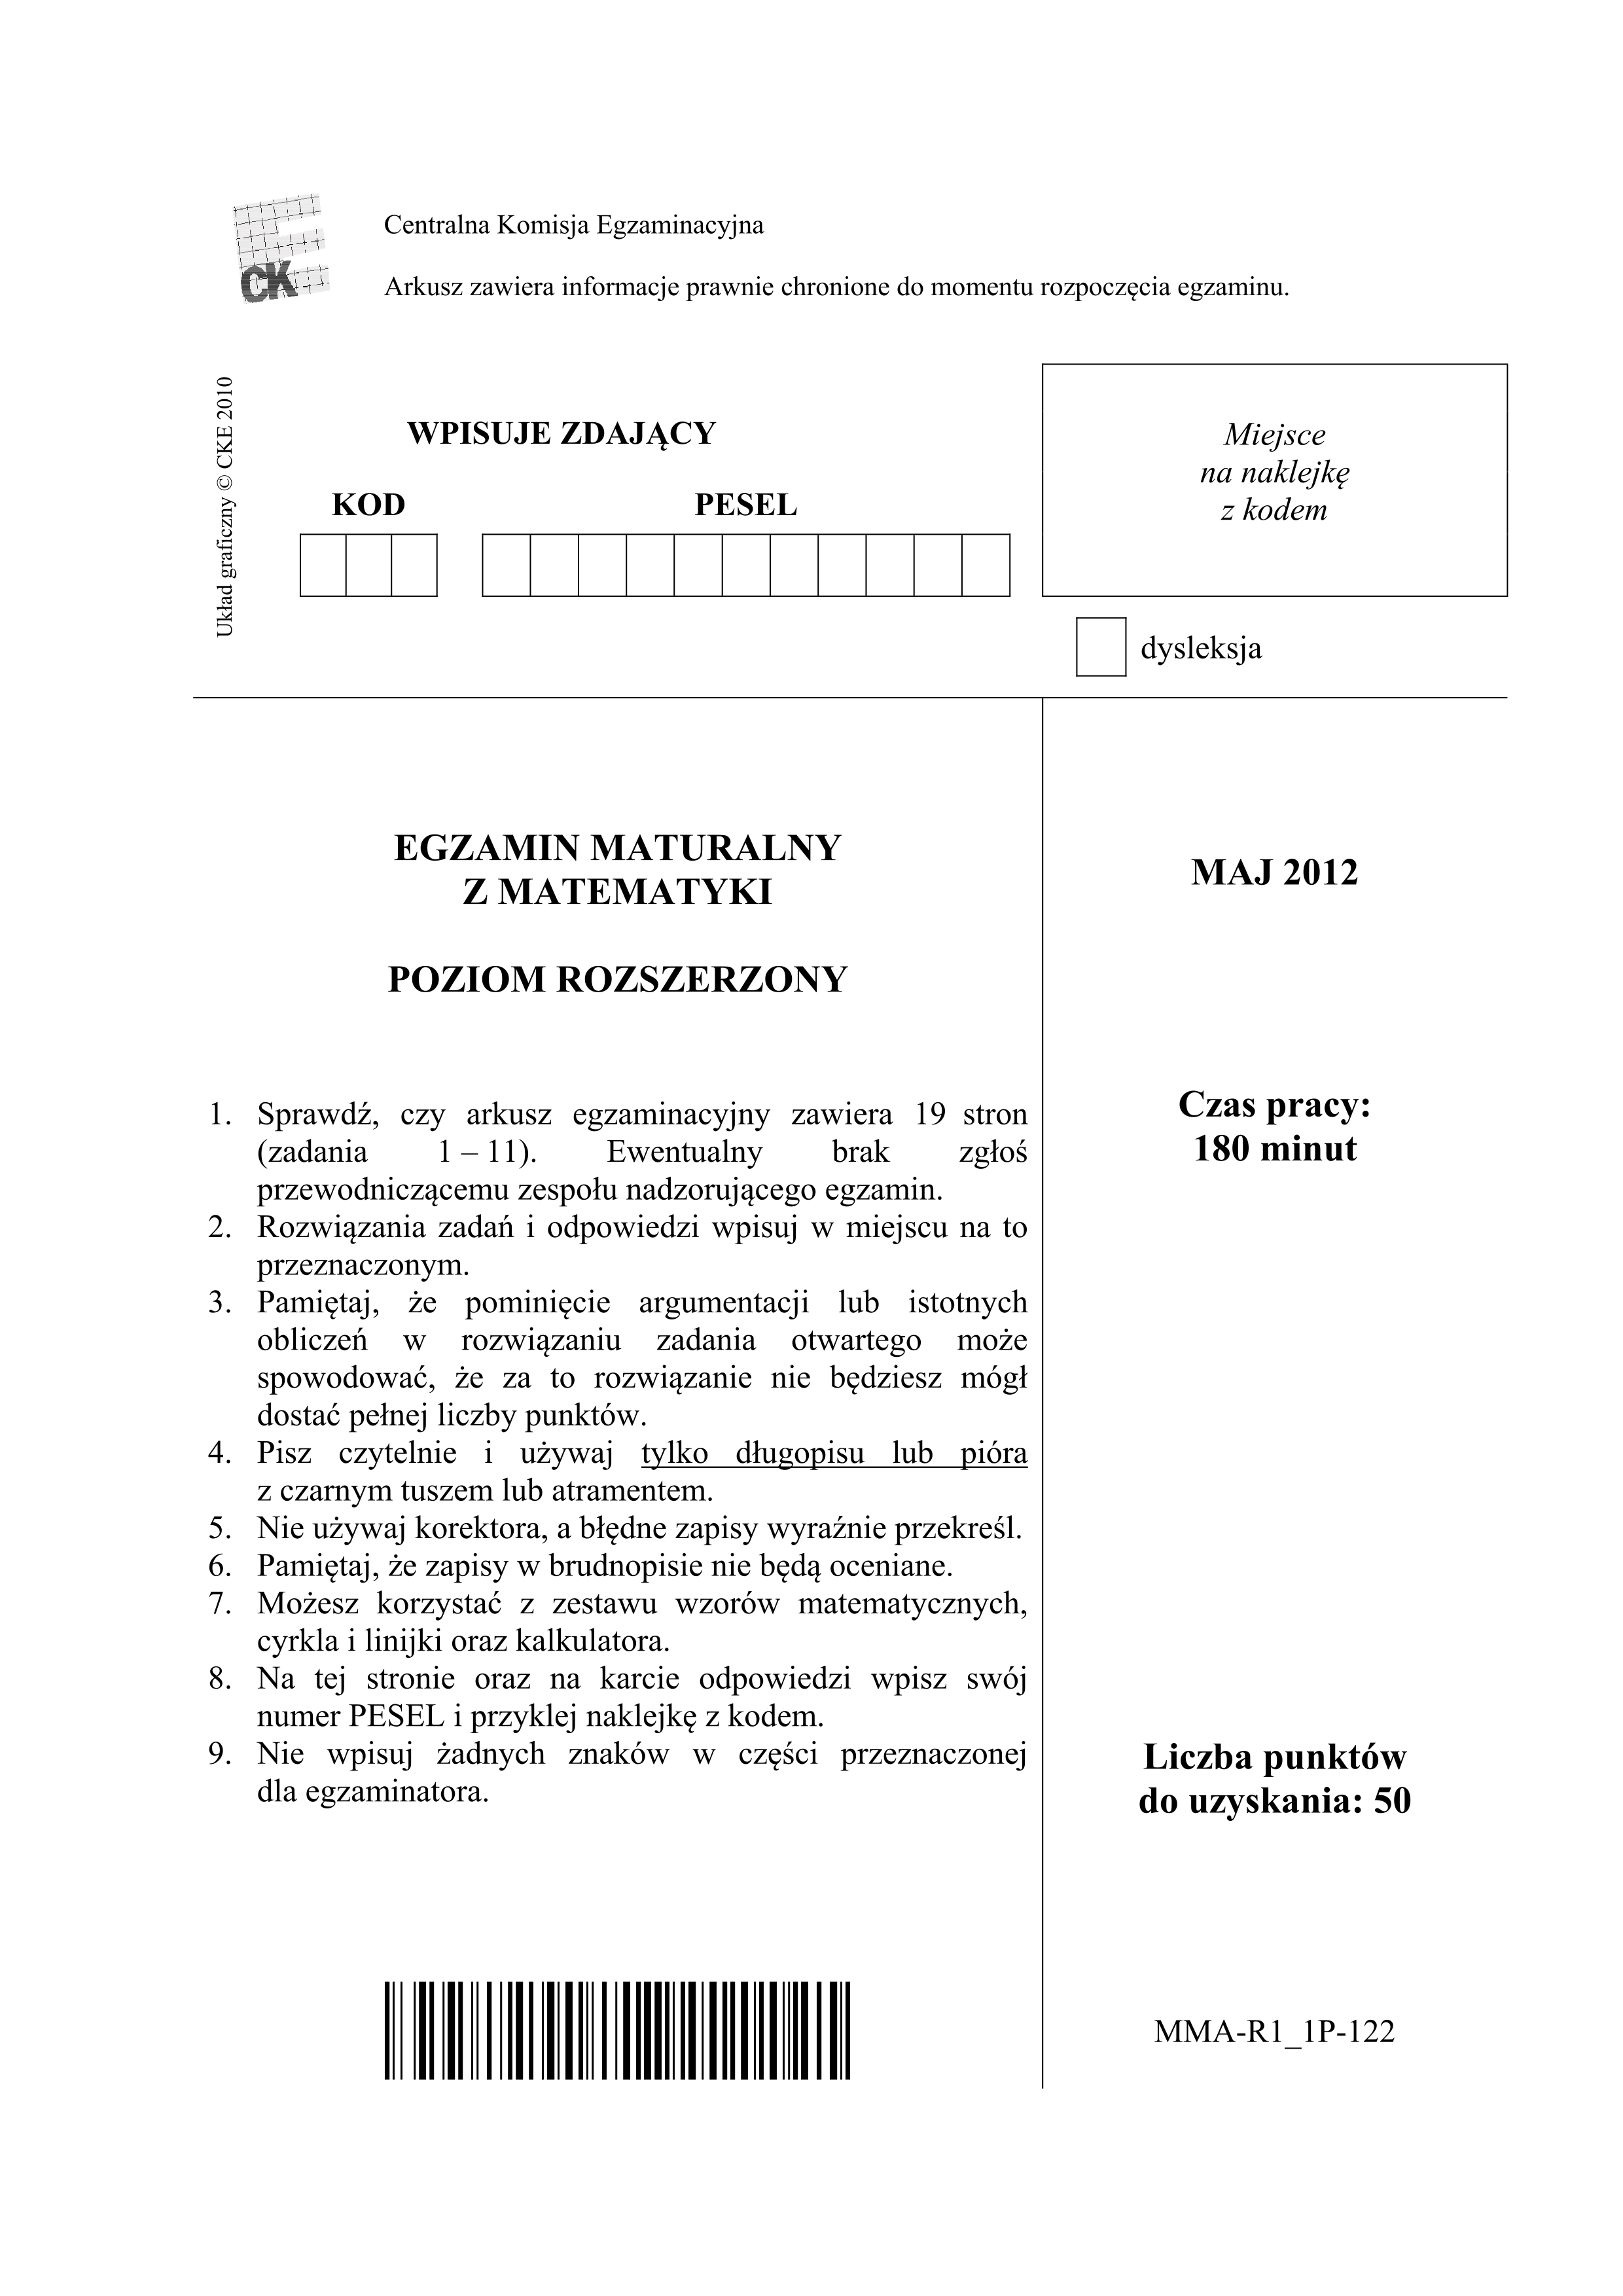 CK
Centralna Komisja Egzaminacyjna
Arkusz zawiera informacje prawnie chronione do momentu rozpoczęcia egzaminu.
Układ graficzny © CKE 2010
WPISUJE ZDAJĄCY
KOD
PESEL
Miejsce
na naklejkę
z kodem
dysleksja
EGZAMIN MATURALNY
Z MATEMATYKI
POZIOM ROZSZERZONY
1. Sprawdź, czy arkusz egzaminacyjny zawiera 19 stron
(zadania 1 – 11). Ewentualny brak zgłoś
przewodniczącemu zespołu nadzorującego egzamin.
2. Rozwiązania zadań i odpowiedzi wpisuj w miejscu na to
przeznaczonym.
3. Pamiętaj, że pominięcie argumentacji lub istotnych
obliczeń w rozwiązaniu zadania otwartego może
spowodować, że za to rozwiązanie nie będziesz mógł
dostać pełnej liczby punktów.
4. Pisz czytelnie i używaj tylko długopisu lub pióra
z czarnym tuszem lub atramentem.
5. Nie używaj korektora, a błędne zapisy wyraźnie przekreśl.
6. Pamiętaj, że zapisy w brudnopisie nie będą oceniane.
7. Możesz korzystać z zestawu wzorów matematycznych,
cyrkla i linijki oraz kalkulatora.
8. Na tej stronie oraz na karcie odpowiedzi wpisz swój
numer PESEL i przyklej naklejkę z kodem.
9. Nie wpisuj żadnych znaków w części przeznaczonej
dla egzaminatora.
MAJ 2012
Czas pracy:
180 minut
Liczba punktów
do uzyskania: 50
MMA-R1_1P-122